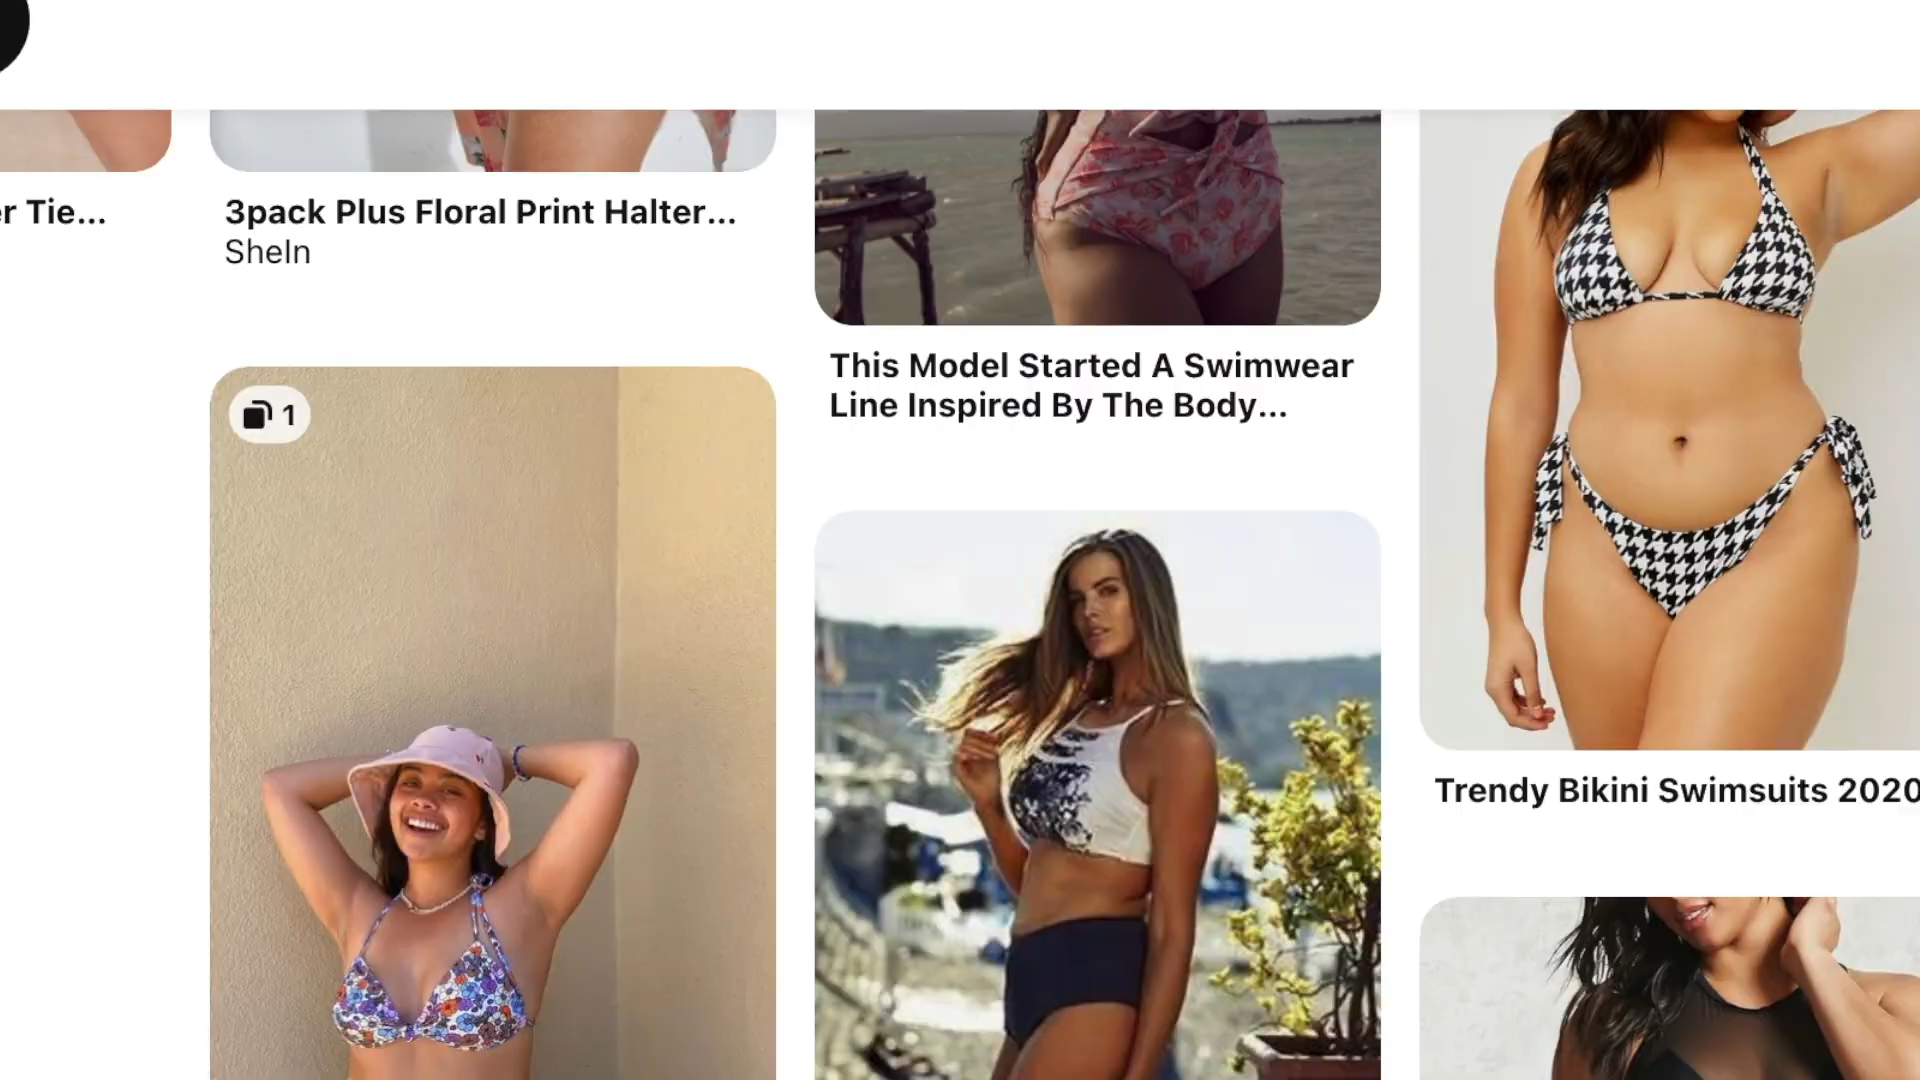 r Tie...
3pack Plus Floral Print Halter...
SheIn
1
This Model Started A Swimwear
Line Inspired By The Body...
Trendy Bikini Swimsuits 2020